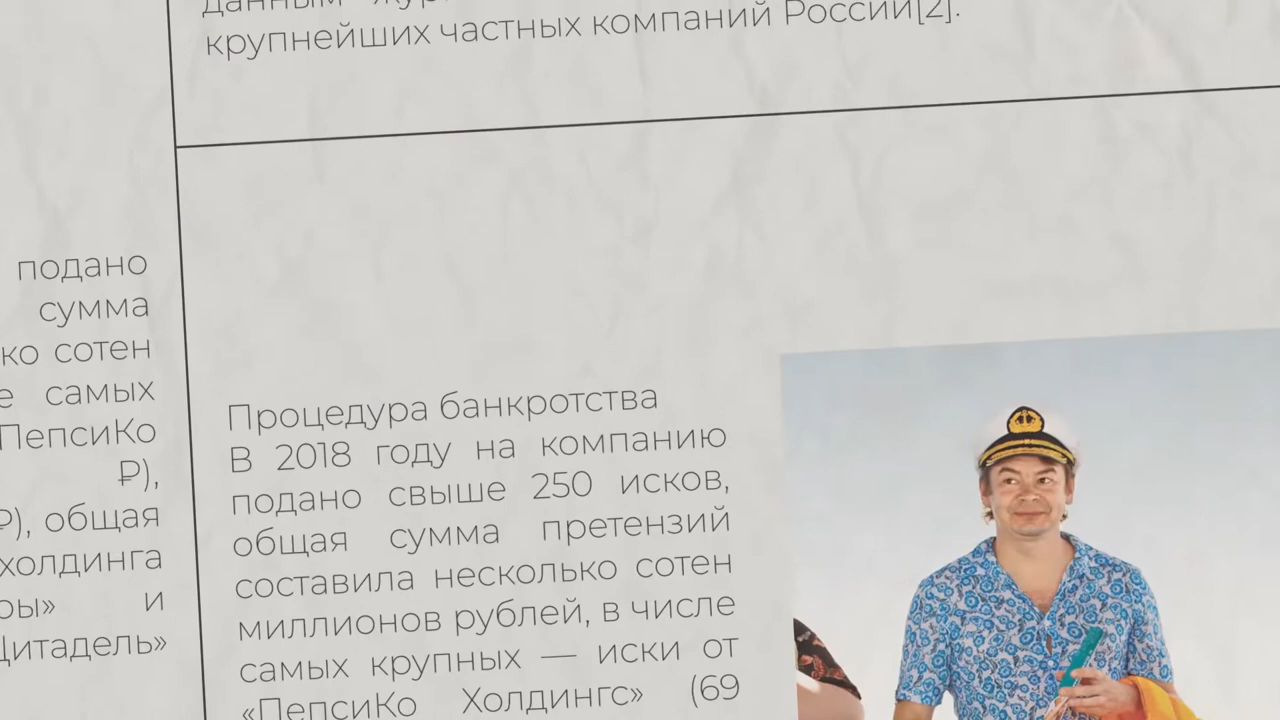 крупнейших частных компаний России[2].
подано
сумма
сотен
самых
ПепсиКо
₽),
₽), общая
холдинга
и
Цитадель»
Процедура банкротства
В 2018 году на компанию
подано свыше 250 исков,
общая сумма претензий
составила несколько сотен
миллионов рублей, в числе
самых крупных — иски от
«ПепсиКо Холдингс» (69